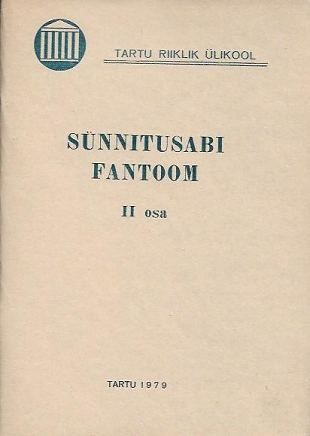 TARTU RIIKLIK ÜLIKOOL
SÜNNITUSABI
FANTOOM
II osa
TARTU 1979